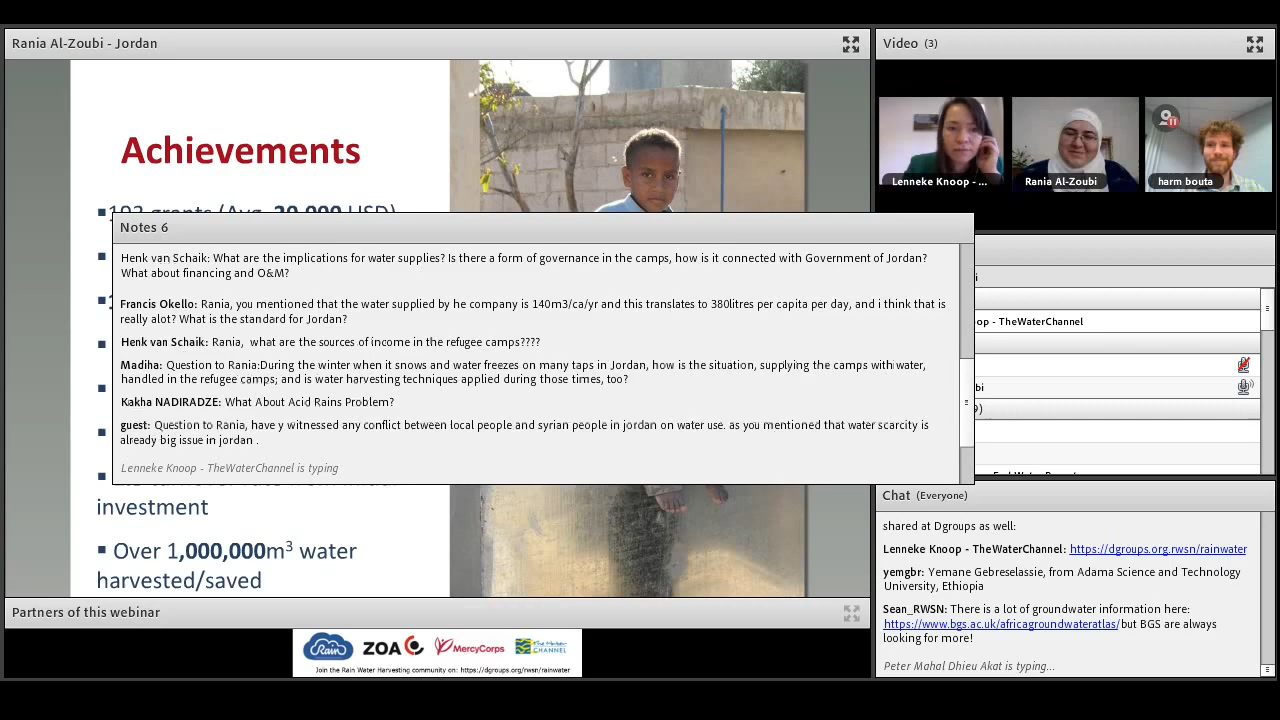 Rania Al-Zoubi - Jordan
Achievements
Notes 6
Henk van Schaik: What are the implications for water supplies? Is there a form of governance in the camps, how is it connected with Government of Jordan?
What about financing and O&M?
Francis Okello: Rania, you mentioned that the water supplied by he company is 140m3/ca/yr and this translates to 380litres per capita per day, and i think that is
really alot? What is the standard for Jordan?
Henk van Schaik: Rania, what are the sources of income in the refugee camps????
Madiha: Question to Rania:During the winter when it snows and water freezes on many taps in Jordan, how is the situation, supplying the camps with water,
handled in the refugee camps; and is water harvesting techniques applied during those times, too?
Kakha NADIRADZE: What About Acid Rains Problem?
guest: Question to Rania, have y witnessed any conflict between local people and syrian people in jordan on water use. as you mentioned that water scarcity is
already big issue in jordan .
Lenneke Knoop - TheWaterChannel is typing
investment
▪ Over 1,000,000m³ water
harvested/saved
Partners of this webinar
Rain
ZOA
MercyCorps
CHANNEL
Join the Rain Water Harvesting community on: https://dgroups.org/rwsn/rainwater
Video (3)
Lenneke Knoop - ...
Rania Al-Zoubi
harm bouta
op - TheWaterChannel
bi
Chat (Everyone)
shared at Dgroups as well:
Lenneke Knoop - TheWaterChannel: https://dgroups.org.rwsn/rainwater
yemgbr: Yemane Gebreselassie, from Adama Science and Technology
University, Ethiopia
Sean_RWSN: There is a lot of groundwater information here:
https://www.bgs.ac.uk/africagroundwateratlas/but BGS are always
looking for more!
Peter Mahal Dhieu Akat is typing...